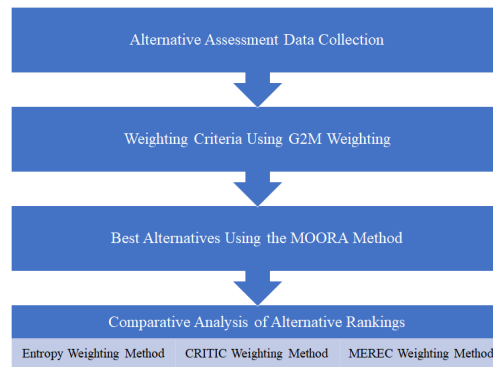 Alternative Assessment Data Collection
Weighting Criteria Using G2M Weighting
Best Alternatives Using the MOORA Method
Comparative Analysis of Alternative Rankings
Entropy Weighting Method CRITIC Weighting Method MEREC Weighting Method